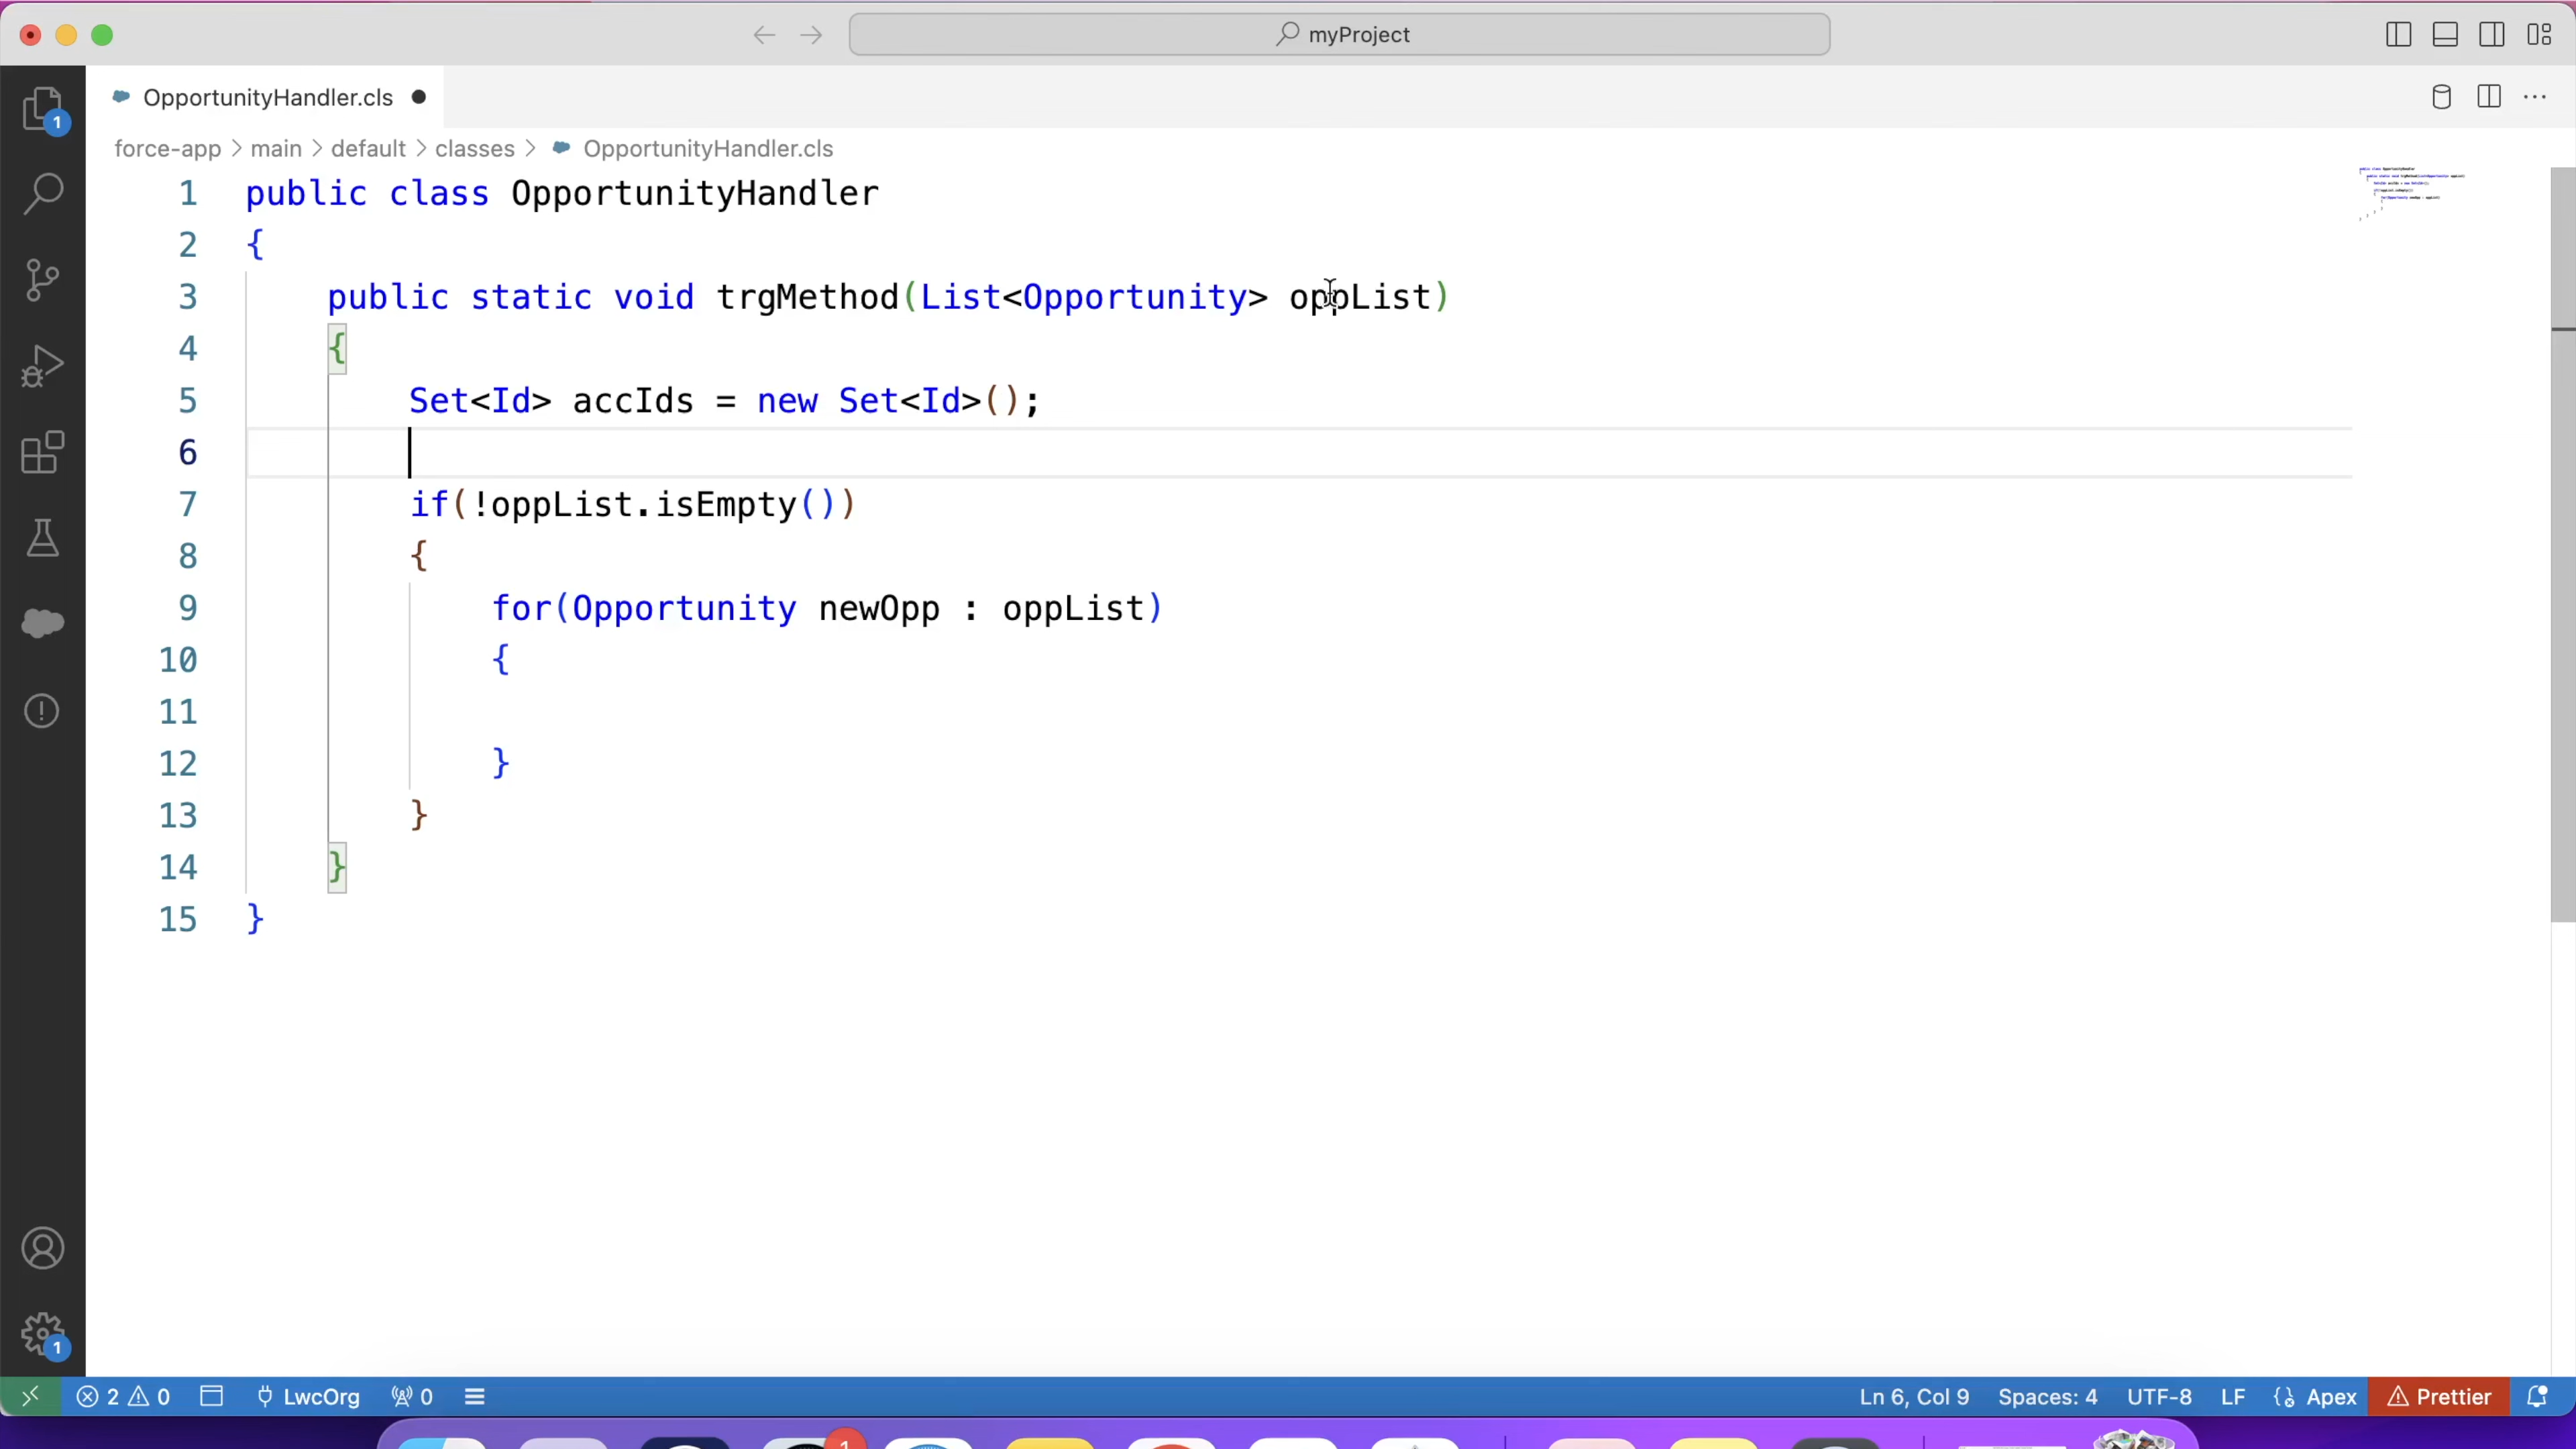 myProject
OpportunityHandler.cls
force-app > main > default > classes > OpportunityHandler.cls
1 public class OpportunityHandler
2 {
3 public static void trgMethod(List<Opportunity> oppList)
4 {
5 Set<Id> accIds = new Set<Id>();
6
7 if(!oppList.isEmpty())
8 {
9 for(Opportunity newOpp : oppList)
10 {
11
12 }
13 }
14 }
15 }
1
1
2 0 LwcOrg 0 Ln 6, Col 9 Spaces: 4 UTF-8 LF Apex Prettier
1